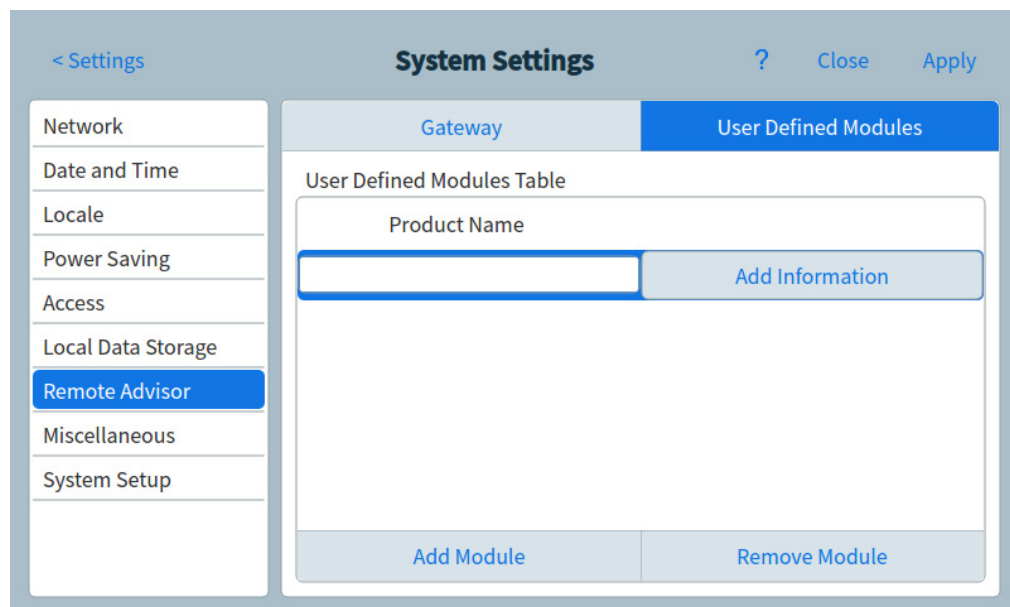 < Settings System Settings ? Close Apply
Network
Date and Time
Locale
Power Saving
Access
Local Data Storage
Remote Advisor
Miscellaneous
System Setup
Gateway User Defined Modules
User Defined Modules Table
Product Name
Add Information
Add Module Remove Module